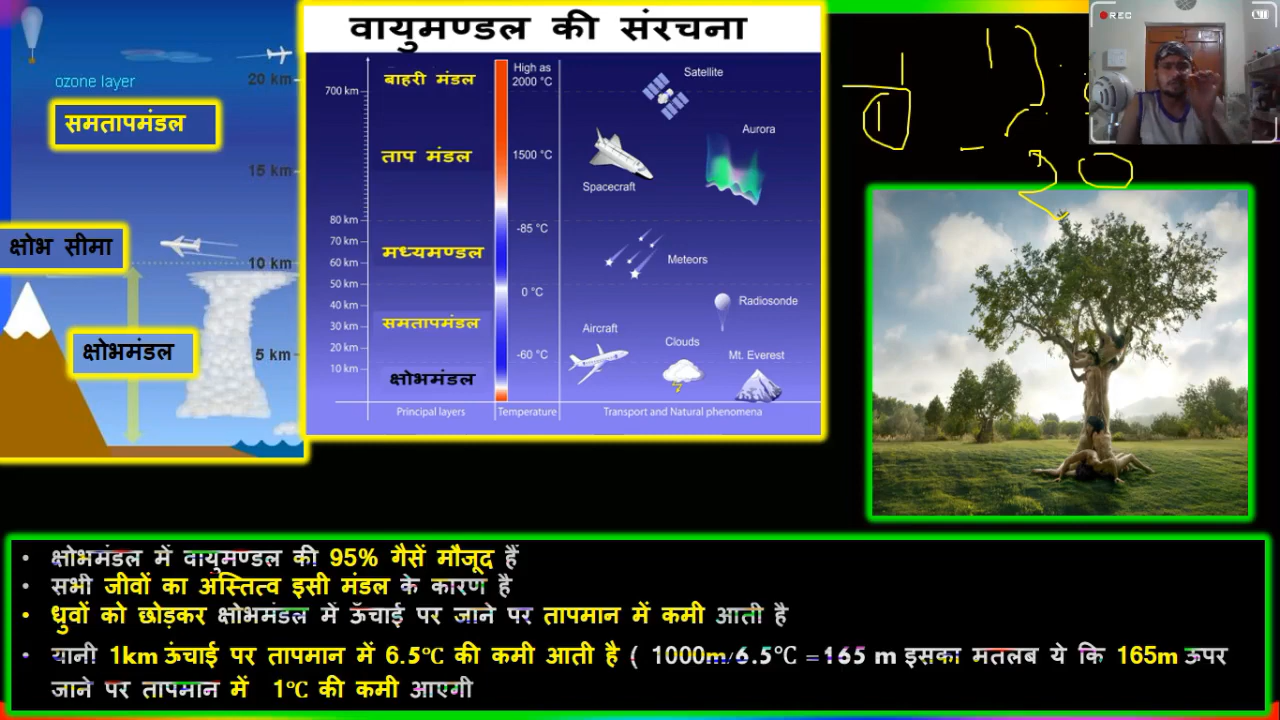 वायुमण्डल की संरचना
REC
ozone layer
20 km
समतापमंडल
15 km
क्षोभ सीमा
10 km
क्षोभमंडल
5 km
700 km
80 km
70 km
60 km
50 km
40 km
30 km
20 km
10 km
बाहरी मंडल
ताप मंडल
मध्यमण्डल
समतापमंडल
क्षोभमंडल
Principal layers
High as
2000 °C
1500 °C
-85 °C
0 °C
-60 °C
Temperature
Satellite
Aurora
Spacecraft
Meteors
Radiosonde
Aircraft
Clouds
Mt. Everest
Transport and Natural phenomena
• क्षोभमंडल में वायुमण्डल की 95% गैसें मौजूद हैं
• सभी जीवों का अस्तित्व इसी मंडल के कारण है
• ध्रुवों को छोड़कर क्षोभमंडल में ऊँचाई पर जाने पर तापमान में कमी आती है
• यानी 1km ऊंचाई पर तापमान में 6.5°C की कमी आती है ( 1000m/6.5°C =165 m इसका मतलब ये कि 165m ऊपर
जाने पर तापमान में 1°C की कमी आएगी